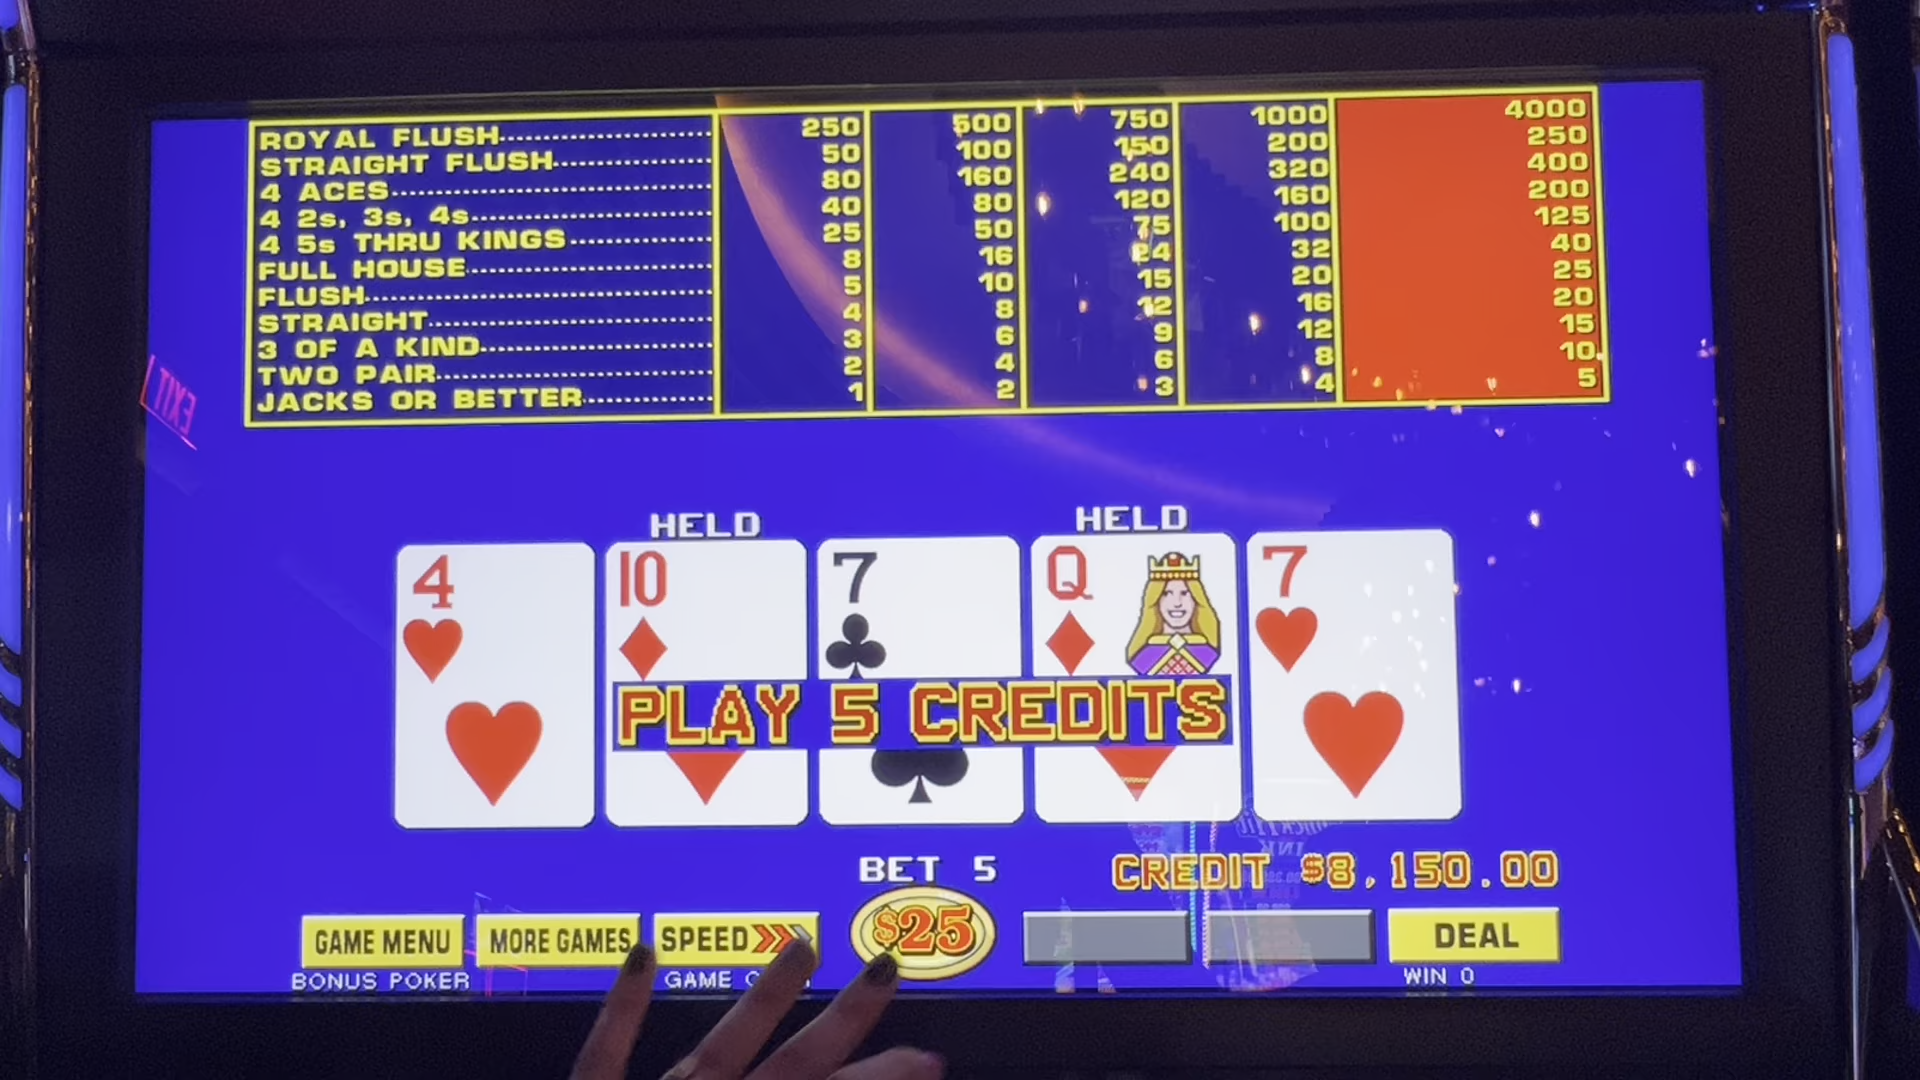 ROYAL FLUSH 250 500 750 1000 4000
STRAIGHT FLUSH 50 100 150 200 250
4 ACES 80 160 240 320 400
4 2s, 3s, 4s 40 80 120 160 200
4 5s THRU KINGS 25 50 75 100 125
FULL HOUSE 8 16 24 32 40
FLUSH 5 10 15 20 25
STRAIGHT 4 8 12 16 20
3 OF A KIND 3 6 9 12 15
TWO PAIR 2 4 6 8 10
JACKS OR BETTER 1 2 3 4 5
EXIT
HELD HELD
4 10 7 Q 7
PLAY 5 CREDITS
BET 5 CREDIT $8,150.00
GAME MENU MORE GAMES SPEED $25 DEAL
BONUS POKER GAME WIN 0